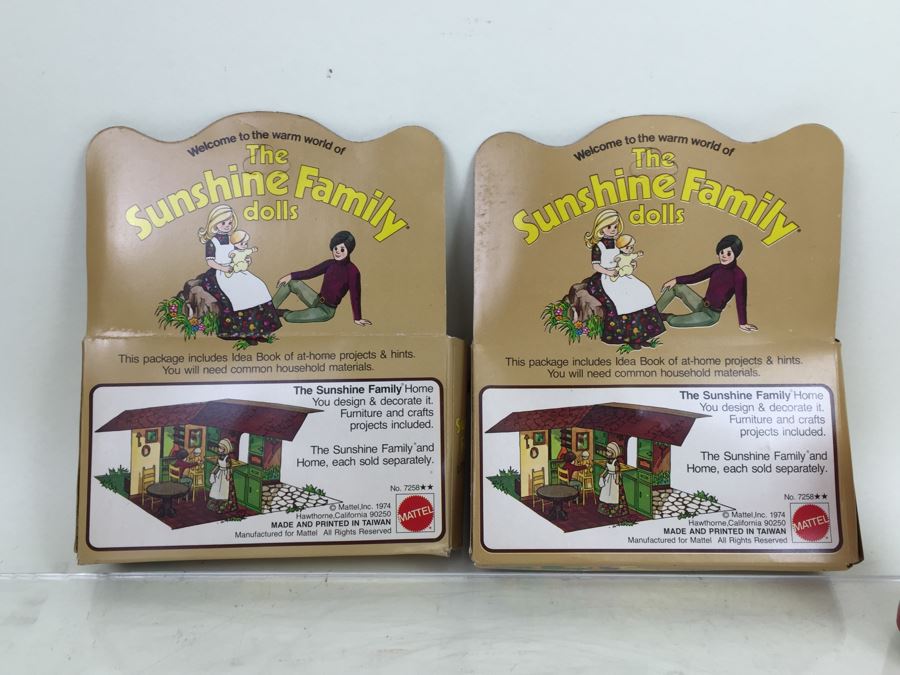 Welcome to the warm world of
The
Sunshine Family®
dolls
This package includes Idea Book of at-home projects & hints.
You will need common household materials.
The Sunshine Family® Home
You design & decorate it.
Furniture and crafts
projects included.
The Sunshine Family® and
Home, each sold separately.
No. 7258★★
© Mattel,Inc. 1974
Hawthorne,California 90250
MADE AND PRINTED IN TAIWAN
Manufactured for Mattel All Rights Reserved
MATTEL
Welcome to the warm world of
The
Sunshine Family®
dolls
This package includes Idea Book of at-home projects & hints.
You will need common household materials.
The Sunshine Family® Home
You design & decorate it.
Furniture and crafts
projects included.
The Sunshine Family® and
Home, each sold separately.
No. 7258★★
© Mattel,Inc. 1974
Hawthorne,California 90250
MADE AND PRINTED IN TAIWAN
Manufactured for Mattel All Rights Reserved
MATTEL